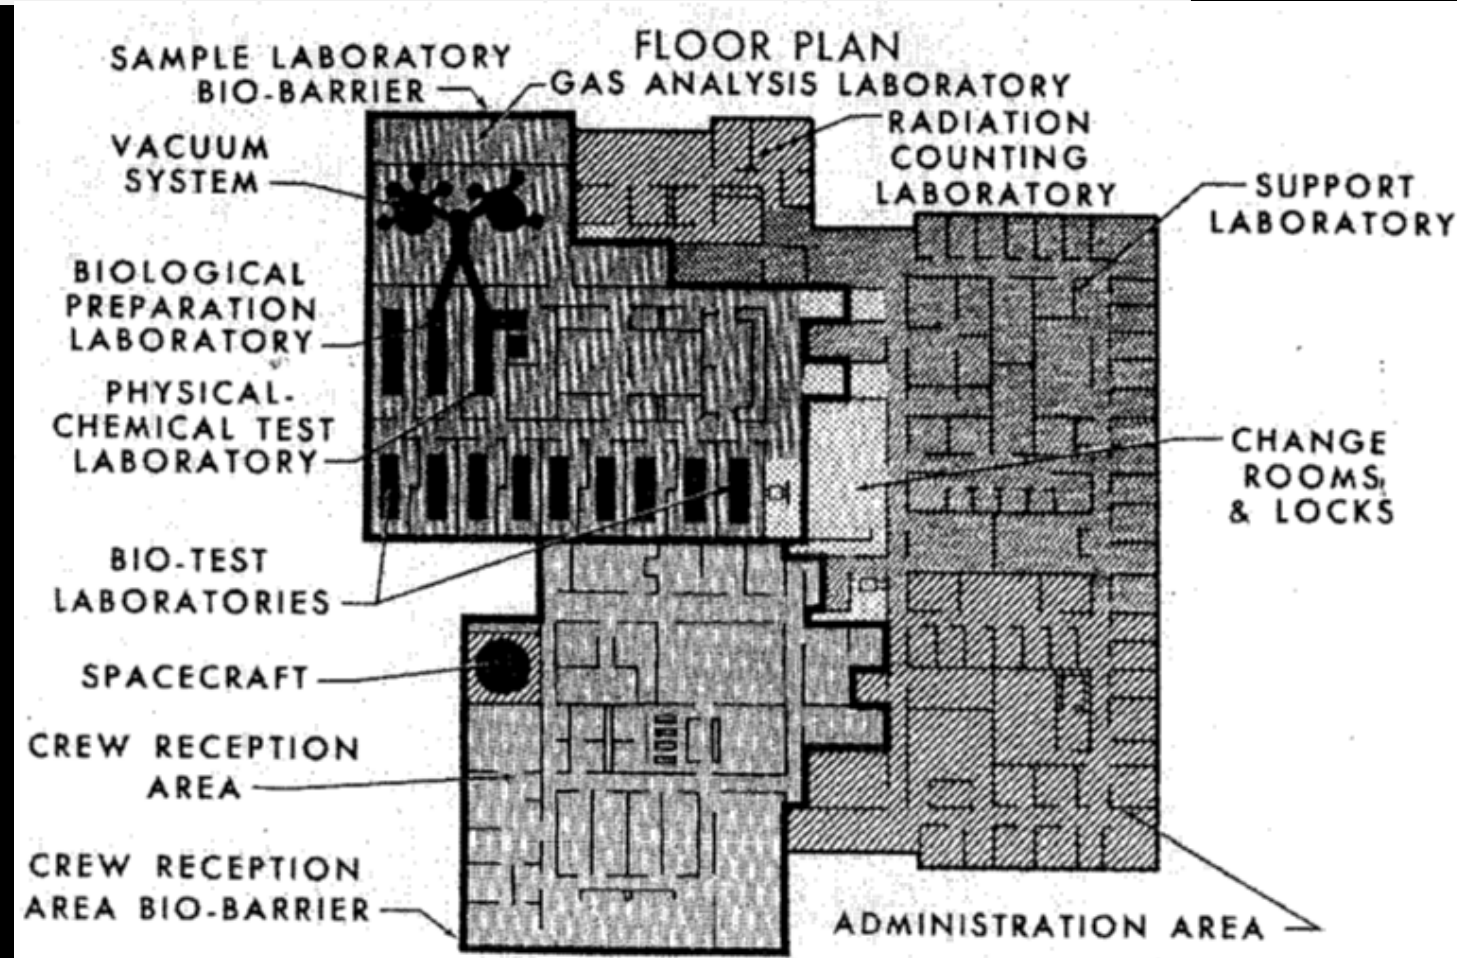 FLOOR PLAN
SAMPLE LABORATORY
BIO-BARRIER
GAS ANALYSIS LABORATORY
RADIATION
COUNTING
LABORATORY
VACUUM
SYSTEM
SUPPORT
LABORATORY
BIOLOGICAL
PREPARATION
LABORATORY
PHYSICAL-
CHEMICAL TEST
LABORATORY
CHANGE
ROOMS
& LOCKS
BIO-TEST
LABORATORIES
SPACECRAFT
CREW RECEPTION
AREA
CREW RECEPTION
AREA BIO-BARRIER
ADMINISTRATION AREA